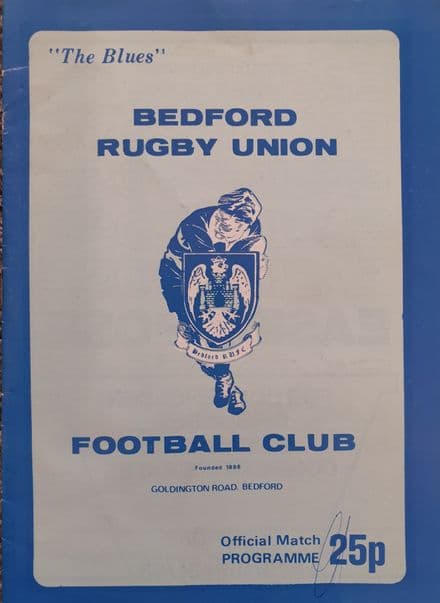 "The Blues"
BEDFORD
RUGBY UNION
Bedford R.U.F.C.
FOOTBALL CLUB
Founded 1886
GOLDINGTON ROAD, BEDFORD
Official Match
PROGRAMME 25p